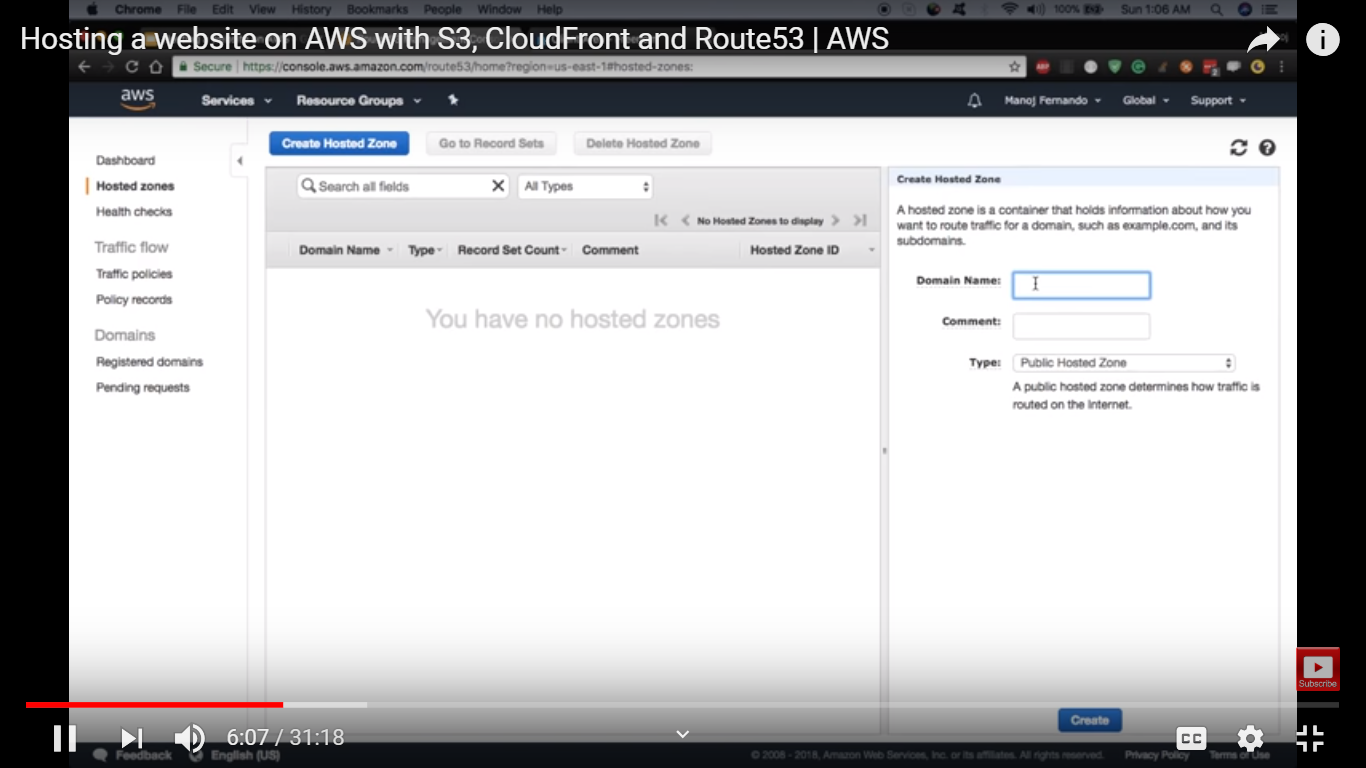 Chrome File Edit View History Bookmarks People Window Help 100% Sun 1:06 AM
Hosting a website on AWS with S3, CloudFront and Route53 | AWS
Secure | https://console.aws.amazon.com/route53/home?region=us-east-1#hosted-zones:
aws Services Resource Groups Manoj Fernando Global Support
Create Hosted Zone Go to Record Sets Delete Hosted Zone
Dashboard
Hosted zones
Health checks
Traffic flow
Traffic policies
Policy records
Domains
Registered domains
Pending requests
Search all fields All Types
No Hosted Zones to display
Domain Name Type Record Set Count Comment Hosted Zone ID
You have no hosted zones
Create Hosted Zone
A hosted zone is a container that holds information about how you
want to route traffic for a domain, such as example.com, and its
subdomains.
Domain Name:
Comment:
Type: Public Hosted Zone
A public hosted zone determines how traffic is
routed on the Internet.
Subscribe
Create
6:07 / 31:18 CC
Feedback English (US) © 2008 - 2018, Amazon Web Services, Inc. or its affiliates. All rights reserved. Privacy Policy Terms of Use